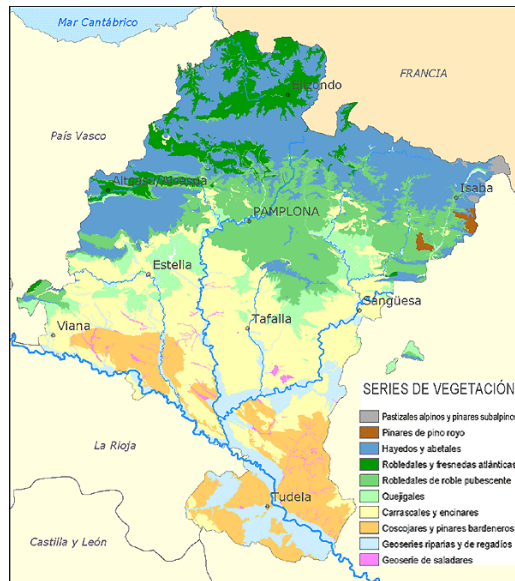 Mar Cantábrico
FRANCIA
Elizondo
País Vasco
Isaba
PAMPLONA
Estella
Sangüesa
Viana
Tafalla
SERIES DE VEGETACIÓN
Pastizales alpinos y pinares subalpinos
Pinares de pino royo
Hayedos y abetales
Robledales y fresnedas atlánticas
Robledales de roble pubescente
Quejigales
Carrascales y encinares
Coscojares y pinares bardeneros
Geoseries riparias y de regadíos
Geoserie de saladares
La Rioja
Tudela
Castilla y León